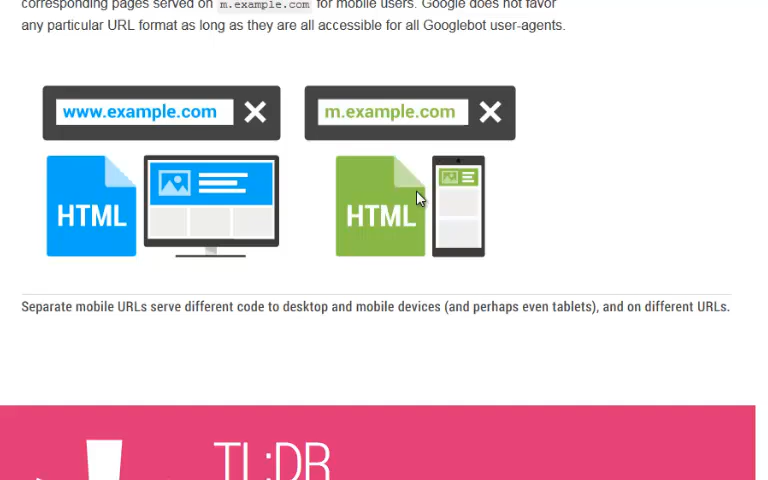 corresponding pages served on m.example.com for mobile users. Google does not favor
any particular URL format as long as they are all accessible for all Googlebot user-agents.
www.example.com
m.example.com
HTML
HTML
Separate mobile URLs serve different code to desktop and mobile devices (and perhaps even tablets), and on different URLs.
TL;DR